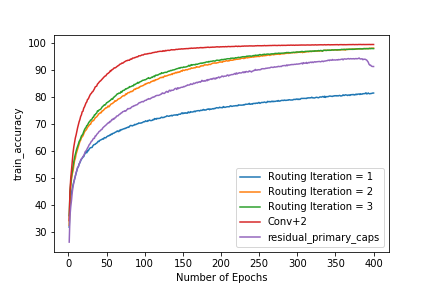 100
90
80
70
60
50
40
30
train_accuracy
0 50 100 150 200 250 300 350 400
Number of Epochs
Routing Iteration = 1
Routing Iteration = 2
Routing Iteration = 3
Conv+2
residual_primary_caps